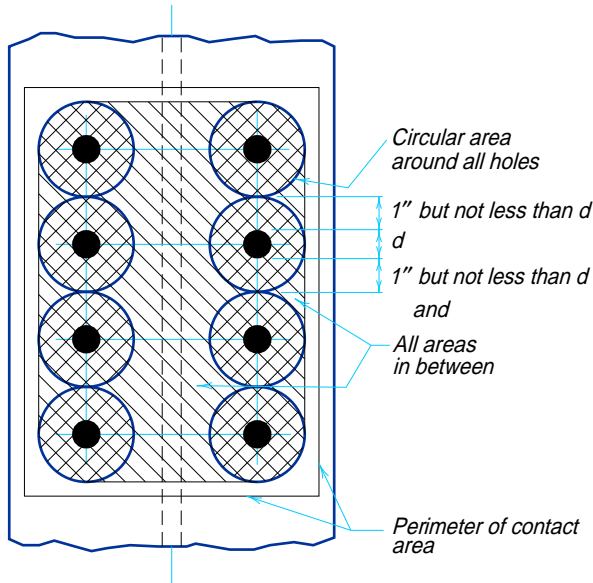 Circular area
around all holes
1″ but not less than d
d
1″ but not less than d
and
All areas
in between
Perimeter of contact
area